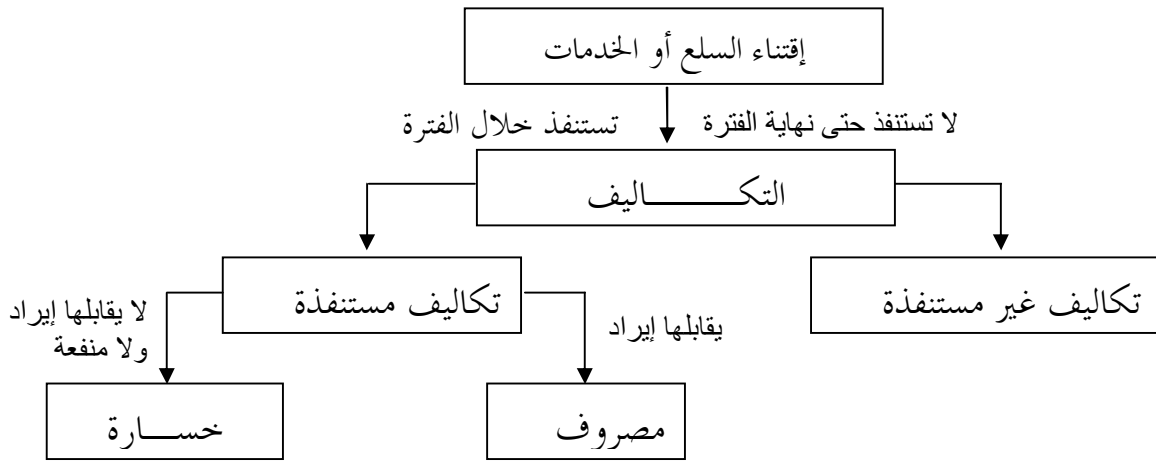 إقتناء السلع أو الخدمات
لا تستنفذ حتى نهاية الفترة
تستنفذ خلال الفترة
التكـــــــــاليف
تكاليف غير مستنفذة
تكاليف مستنفذة
يقابلها إيراد
لا يقابلها إيراد
ولا منفعة
مصروف
خســـارة